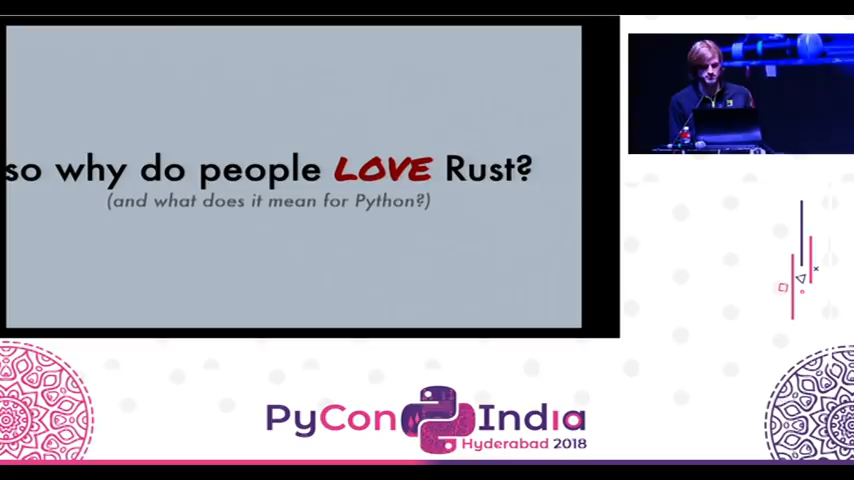 so why do people LOVE Rust?
(and what does it mean for Python?)
PyCon India
Hyderabad 2018